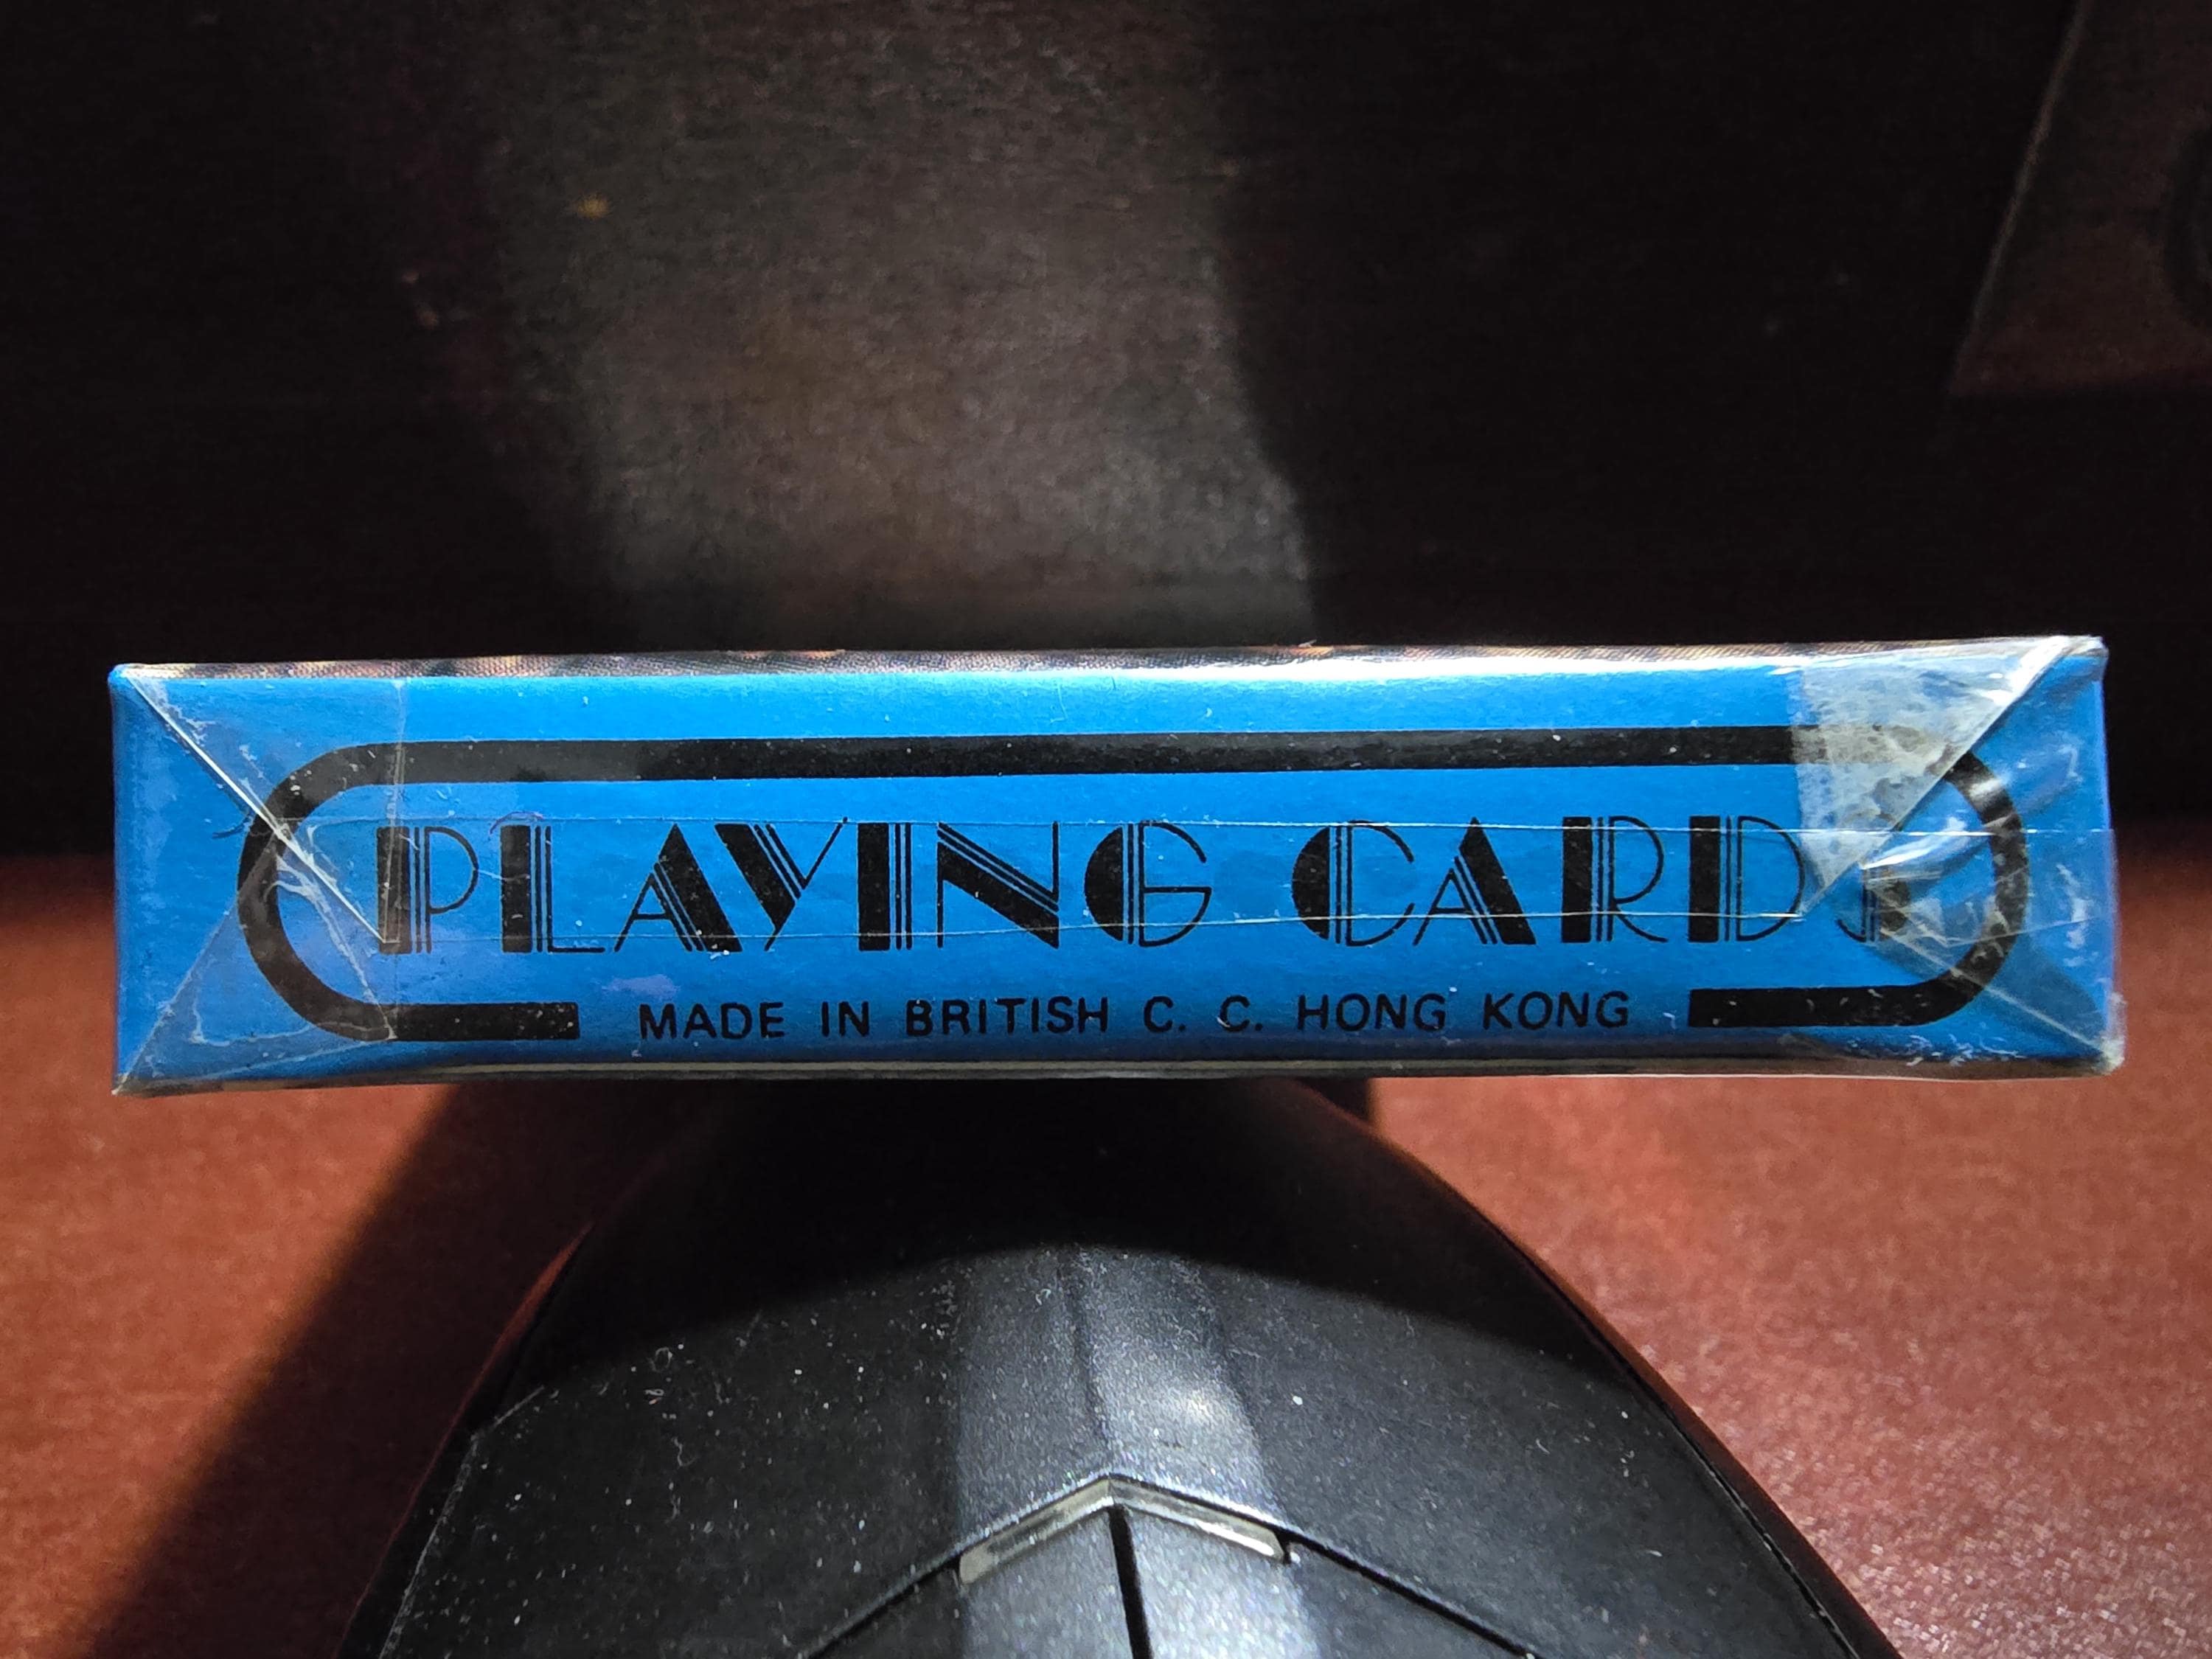 PLAYING CARDS
MADE IN BRITISH C. C. HONG KONG